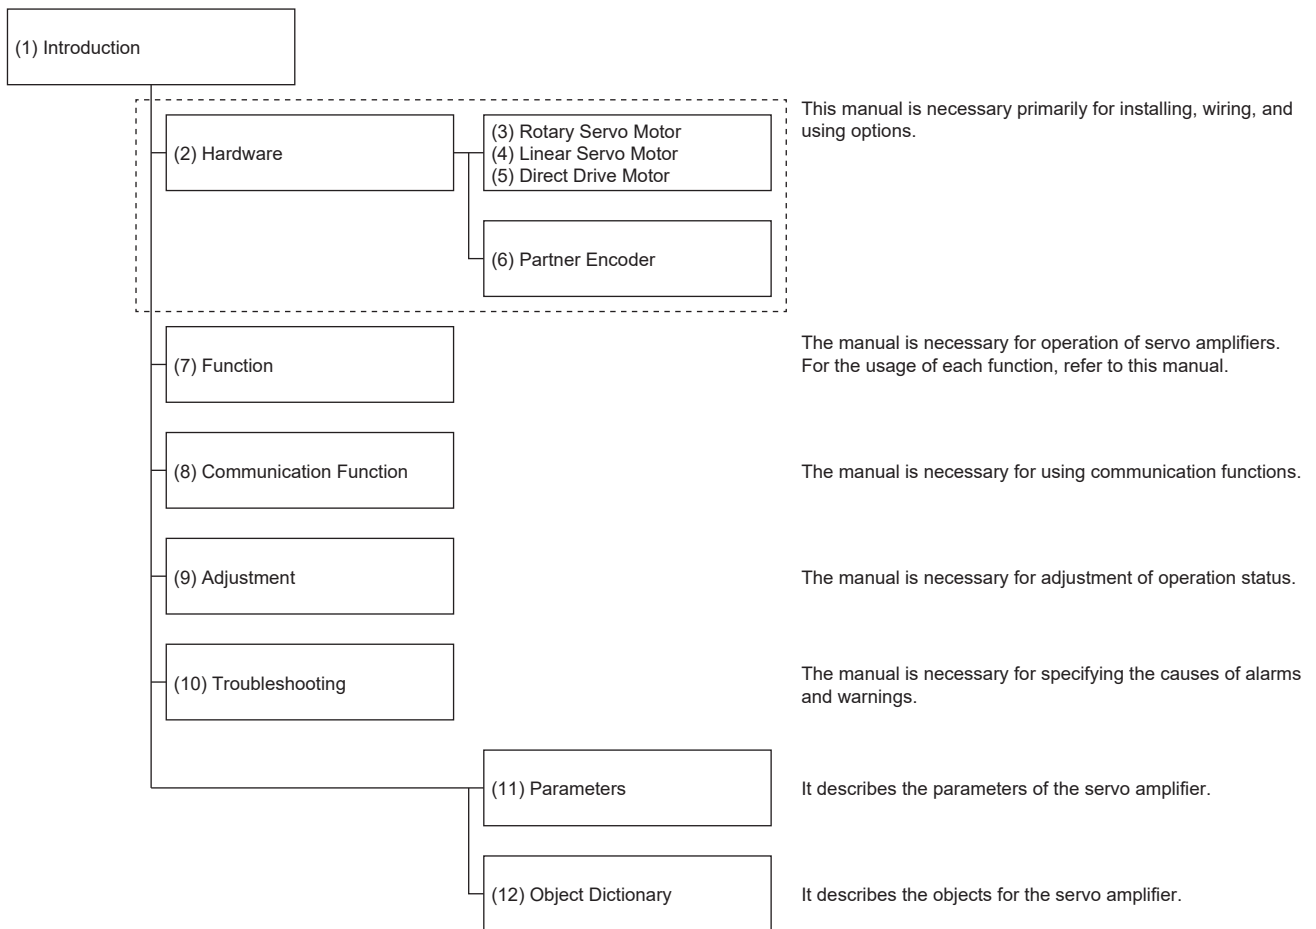 (1) Introduction
This manual is necessary primarily for installing, wiring, and
using options.
(2) Hardware
(3) Rotary Servo Motor
(4) Linear Servo Motor
(5) Direct Drive Motor
(6) Partner Encoder
(7) Function
The manual is necessary for operation of servo amplifiers.
For the usage of each function, refer to this manual.
(8) Communication Function
The manual is necessary for using communication functions.
(9) Adjustment
The manual is necessary for adjustment of operation status.
(10) Troubleshooting
The manual is necessary for specifying the causes of alarms
and warnings.
(11) Parameters
It describes the parameters of the servo amplifier.
(12) Object Dictionary
It describes the objects for the servo amplifier.